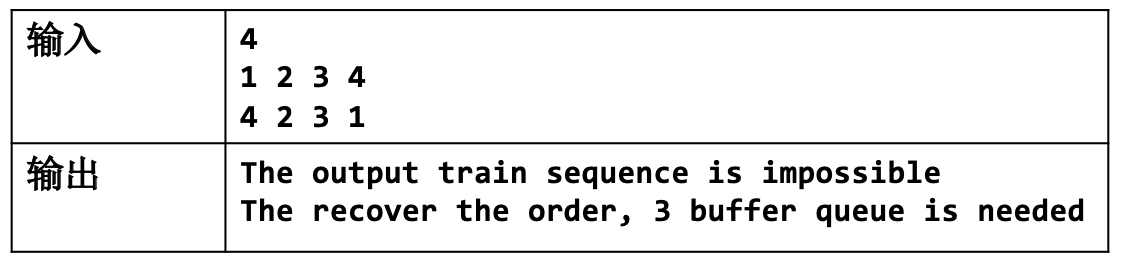 输入
4
1 2 3 4
4 2 3 1
输出
The output train sequence is impossible
The recover the order, 3 buffer queue is needed